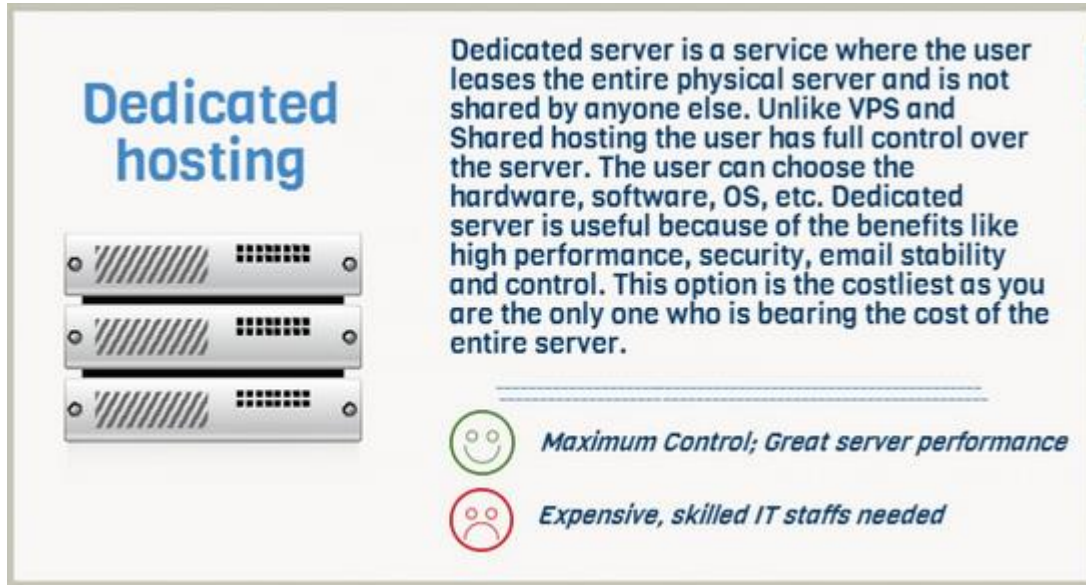 Dedicated
hosting
Dedicated server is a service where the user
leases the entire physical server and is not
shared by anyone else. Unlike VPS and
Shared hosting the user has full control over
the server. The user can choose the
hardware, software, OS, etc. Dedicated
server is useful because of the benefits like
high performance, security, email stability
and control. This option is the costliest as you
are the only one who is bearing the cost of the
entire server.
Maximum Control; Great server performance
Expensive, skilled IT staffs needed